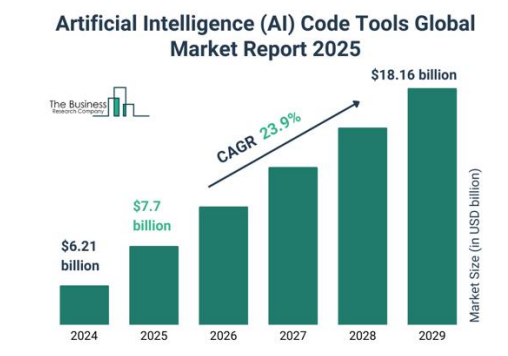 Artificial Intelligence (AI) Code Tools Global
Market Report 2025
The Business
Research Company
$18.16 billion
CAGR 23.9%
$7.7
billion
$6.21
billion
Market Size (in USD billion)
2024
2025
2026
2027
2028
2029